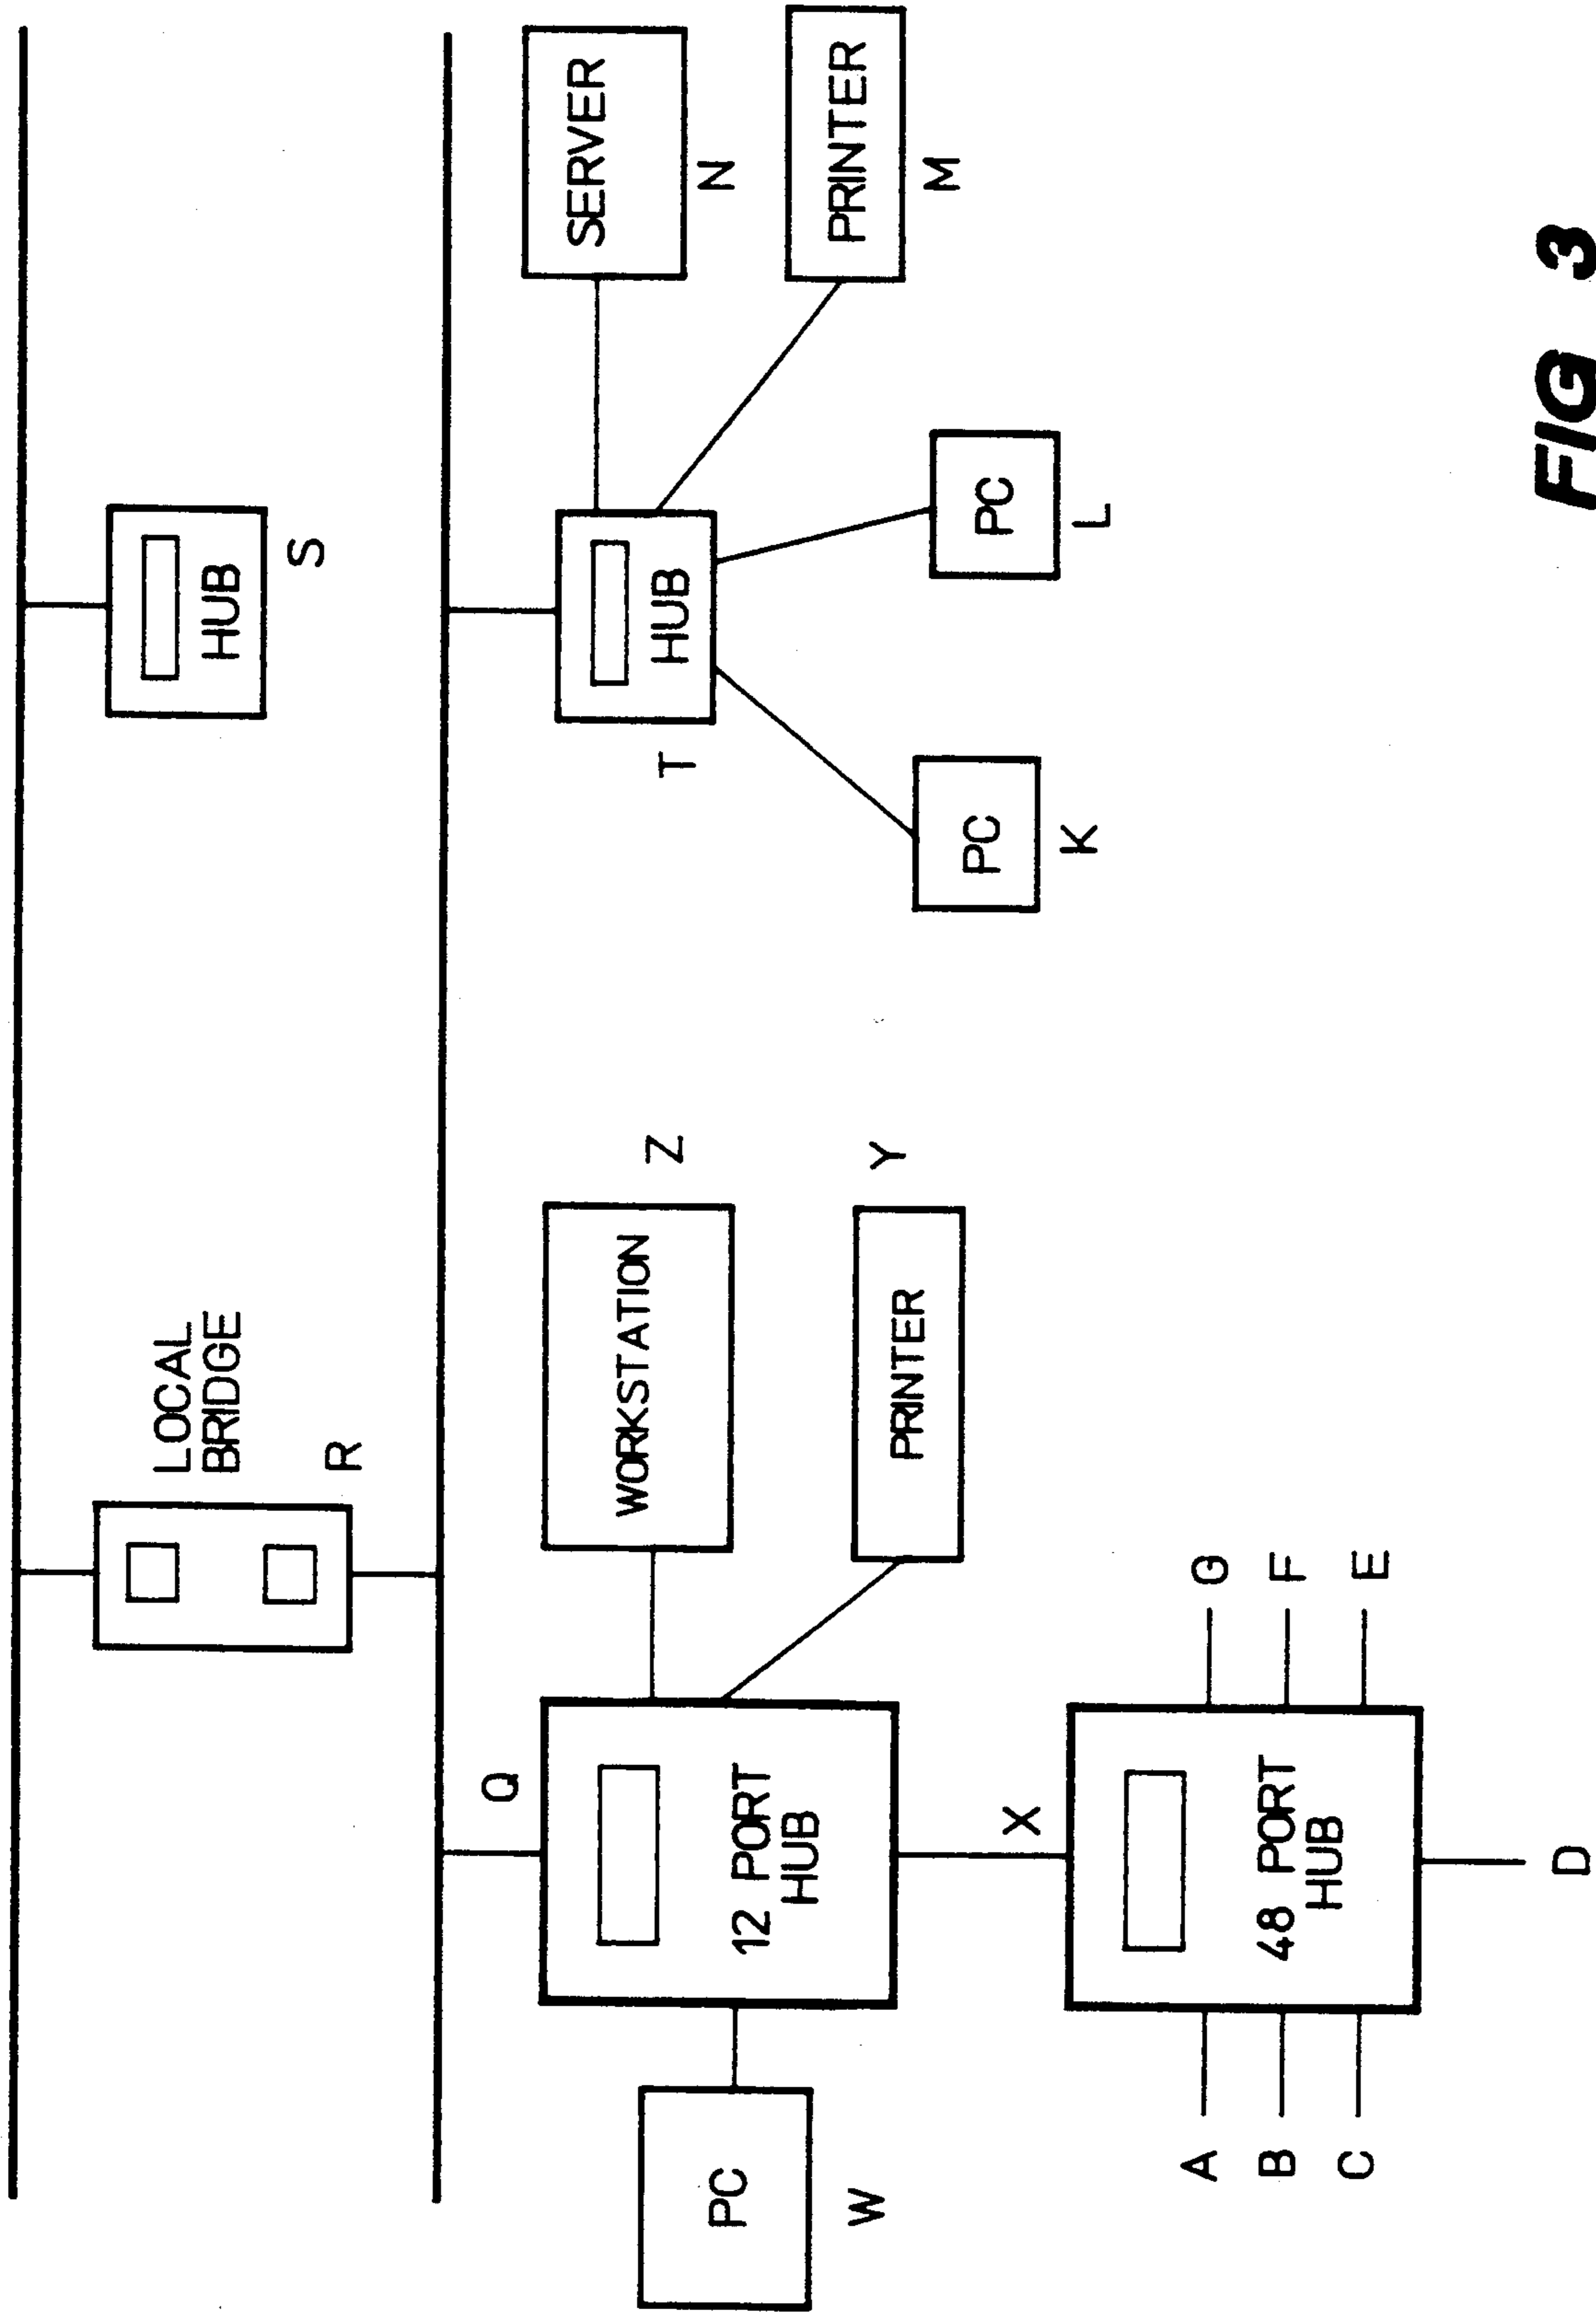 LOCAL
BRIDGE
R
HUB
S
Q
12 PORT
HUB
WORKSTATION
Z
PRINTER
Y
PC
W
X
48 PORT
HUB
A
B
C
D
E
F
G
T
HUB
SERVER
N
PRINTER
M
PC
L
PC
K
FIG 3